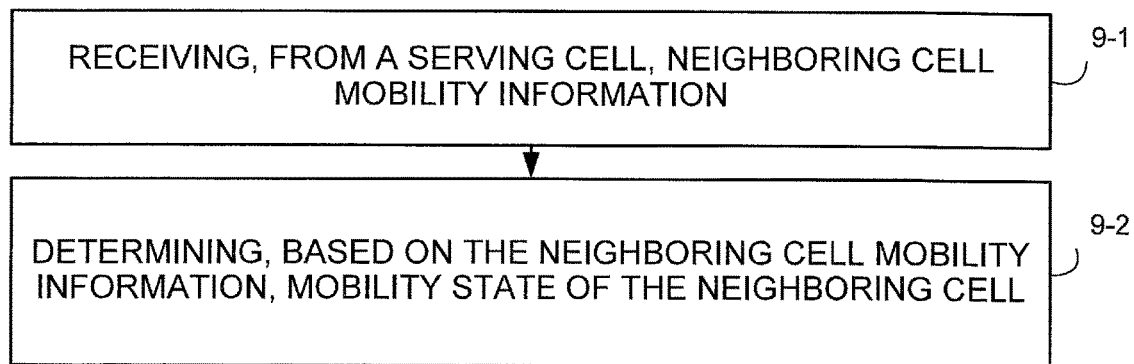 9-1
RECEIVING, FROM A SERVING CELL, NEIGHBORING CELL
MOBILITY INFORMATION
9-2
DETERMINING, BASED ON THE NEIGHBORING CELL MOBILITY
INFORMATION, MOBILITY STATE OF THE NEIGHBORING CELL